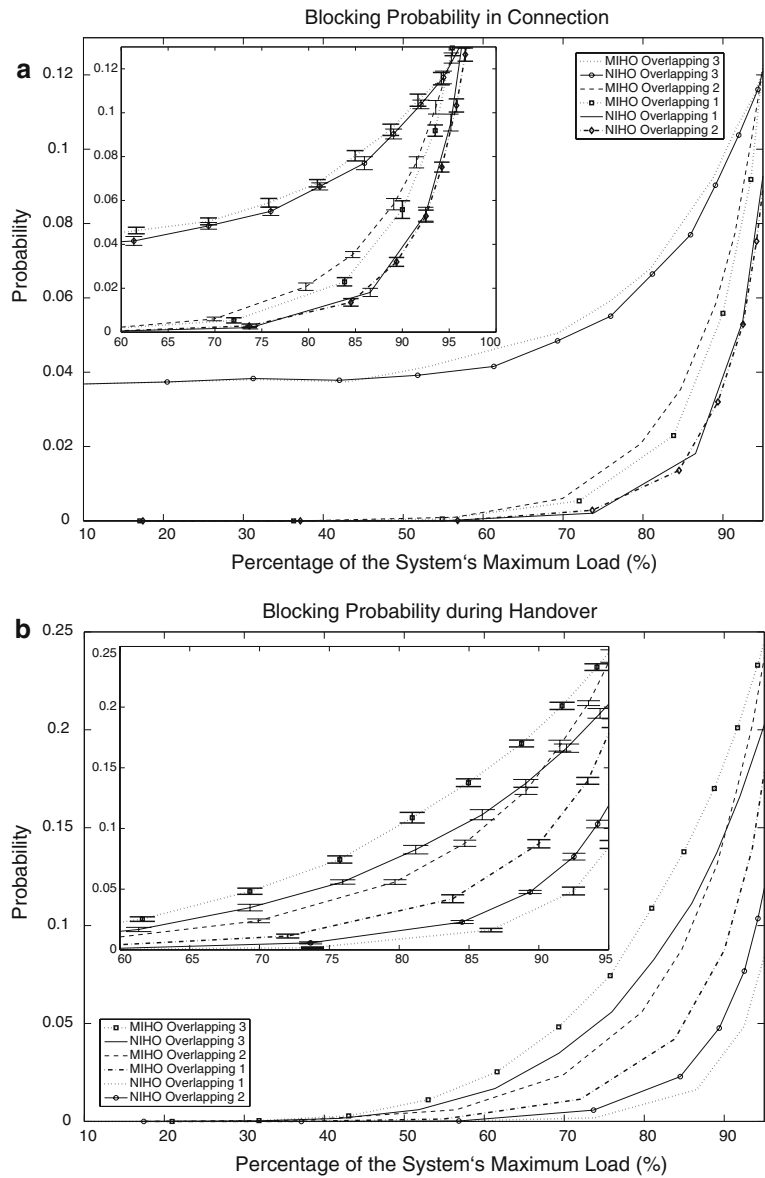 Blocking Probability in Connection
a
0.12
0.1
0.08
0.06
0.04
0.02
0
Probability
0.12
0.1
0.08
0.06
0.04
0.02
0
60 65 70 75 80 85 90 95 100
MIHO Overlapping 3
NIHO Overlapping 3
MIHO Overlapping 2
MIHO Overlapping 1
NIHO Overlapping 1
NIHO Overlapping 2
10 20 30 40 50 60 70 80 90
Percentage of the System's Maximum Load (%)
Blocking Probability during Handover
b
0.25
0.2
0.15
0.1
0.05
0
Probability
0.25
0.2
0.15
0.1
0.05
0
60 65 70 75 80 85 90 95
MIHO Overlapping 3
NIHO Overlapping 3
MIHO Overlapping 2
MIHO Overlapping 1
NIHO Overlapping 1
NIHO Overlapping 2
10 20 30 40 50 60 70 80 90
Percentage of the System's Maximum Load (%)